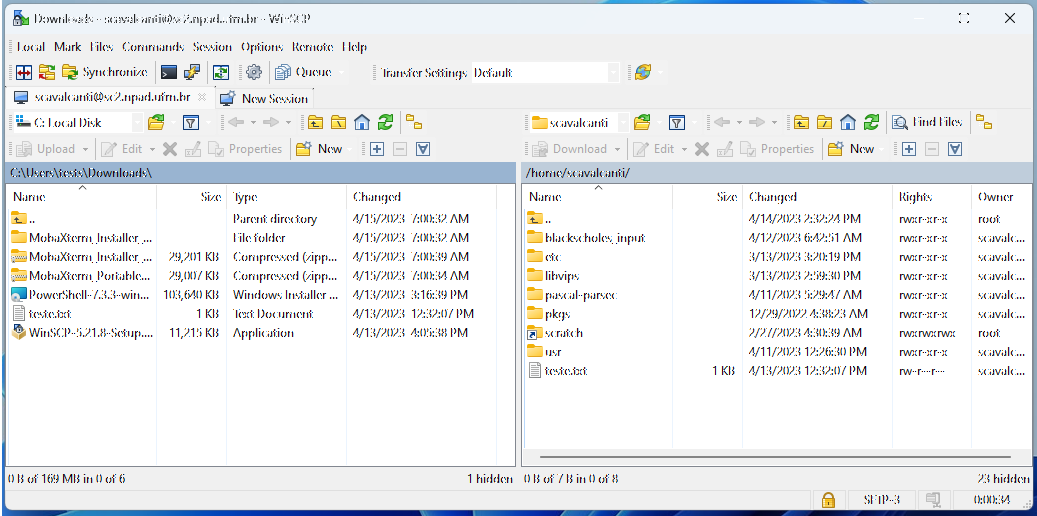 Downloads - scavalcanti@sc2.npad.ufrn.br - WinSCP
Local Mark Files Commands Session Options Remote Help
Synchronize Queue Transfer Settings Default
scavalcanti@sc2.npad.ufrn.br New Session
C: Local Disk scavalcanti Find Files
Upload Edit Properties New Download Edit Properties New
C:\Users\tests\Downloads\ /home/scavalcanti/
Name Size Type Changed Name Size Changed Rights Owner
.. Parent directory 4/15/2023 7:00:32 AM .. 4/14/2023 2:32:24 PM rwxr-xr-x root
MobaXterm_Installer_... File folder 4/15/2023 7:00:32 AM blackscholes_input 4/12/2023 6:42:51 AM rwxr-xr-x scavalc...
MobaXterm_Installer_... 29,201 KB Compressed (zipp... 4/15/2023 7:00:39 AM etc 3/13/2023 3:20:19 PM rwxr-xr-x scavalc...
MobaXterm_Portable... 29,007 KB Compressed (zipp... 4/15/2023 7:00:34 AM libvips 3/13/2023 2:59:30 PM rwxr-xr-x scavalc...
PowerShell-7.3.3-win... 103,640 KB Windows Installer ... 4/13/2023 3:16:39 PM pascal-parsec 4/11/2023 5:29:47 AM rwxr-xr-x scavalc...
teste.txt 1 KB Text Document 4/13/2023 12:32:07 PM pkgs 12/29/2022 4:38:23 AM rwxr-xr-x scavalc...
WinSCP-5.21.8-Setup.... 11,215 KB Application 4/13/2023 4:05:38 PM scratch 2/27/2023 4:30:39 AM rwxrwxrwx root
usr 4/11/2023 12:26:30 PM rwxr-xr-x scavalc...
teste.txt 1 KB 4/13/2023 12:32:07 PM rw-r--r-- scavalc...
0 B of 169 MB in 0 of 6 1 hidden 0 B of 7 B in 0 of 8 23 hidden
SFTP-3 0:00:34